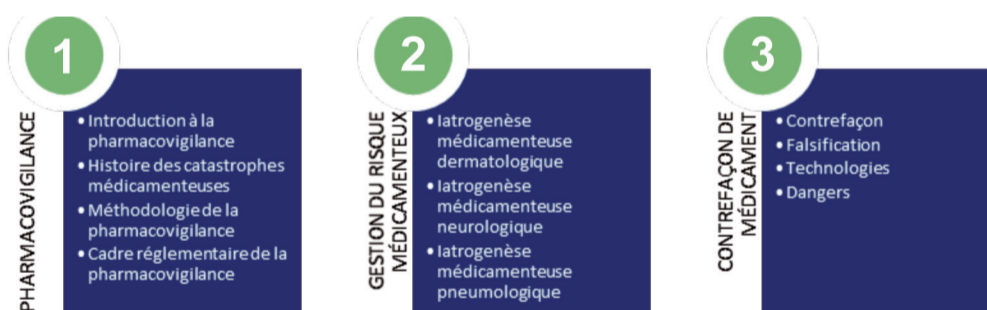 1
PHARMACOVIGILANCE
• Introduction à la
pharmacovigilance
• Histoire des catastrophes
médicamenteuses
• Méthodologie de la
pharmacovigilance
• Cadre réglementaire de la
pharmacovigilance
2
GESTION DU RISQUE
MÉDICAMENTEUX
• Iatrogenèse
médicamenteuse
dermatologique
• Iatrogenèse
médicamenteuse
neurologique
• Iatrogenèse
médicamenteuse
pneumologique
3
CONTREFAÇON DE
MÉDICAMENT
• Contrefaçon
• Falsification
• Technologies
• Dangers